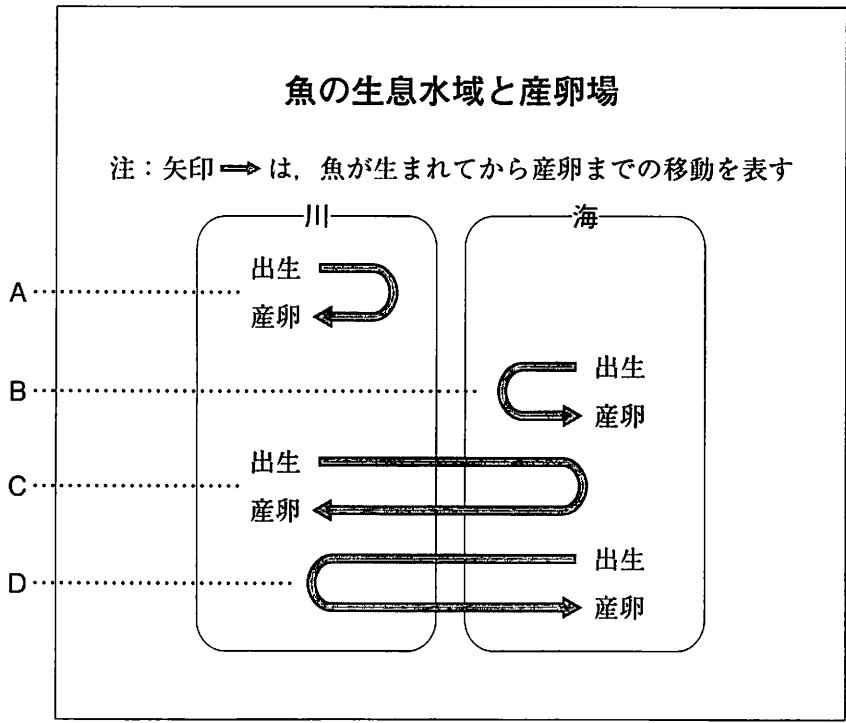 魚の生息水域と産卵場
注：矢印 ⇒ は，魚が生まれてから産卵までの移動を表す
川 海
出生
A
産卵
出生
B
産卵
出生
C
産卵
出生
D
産卵